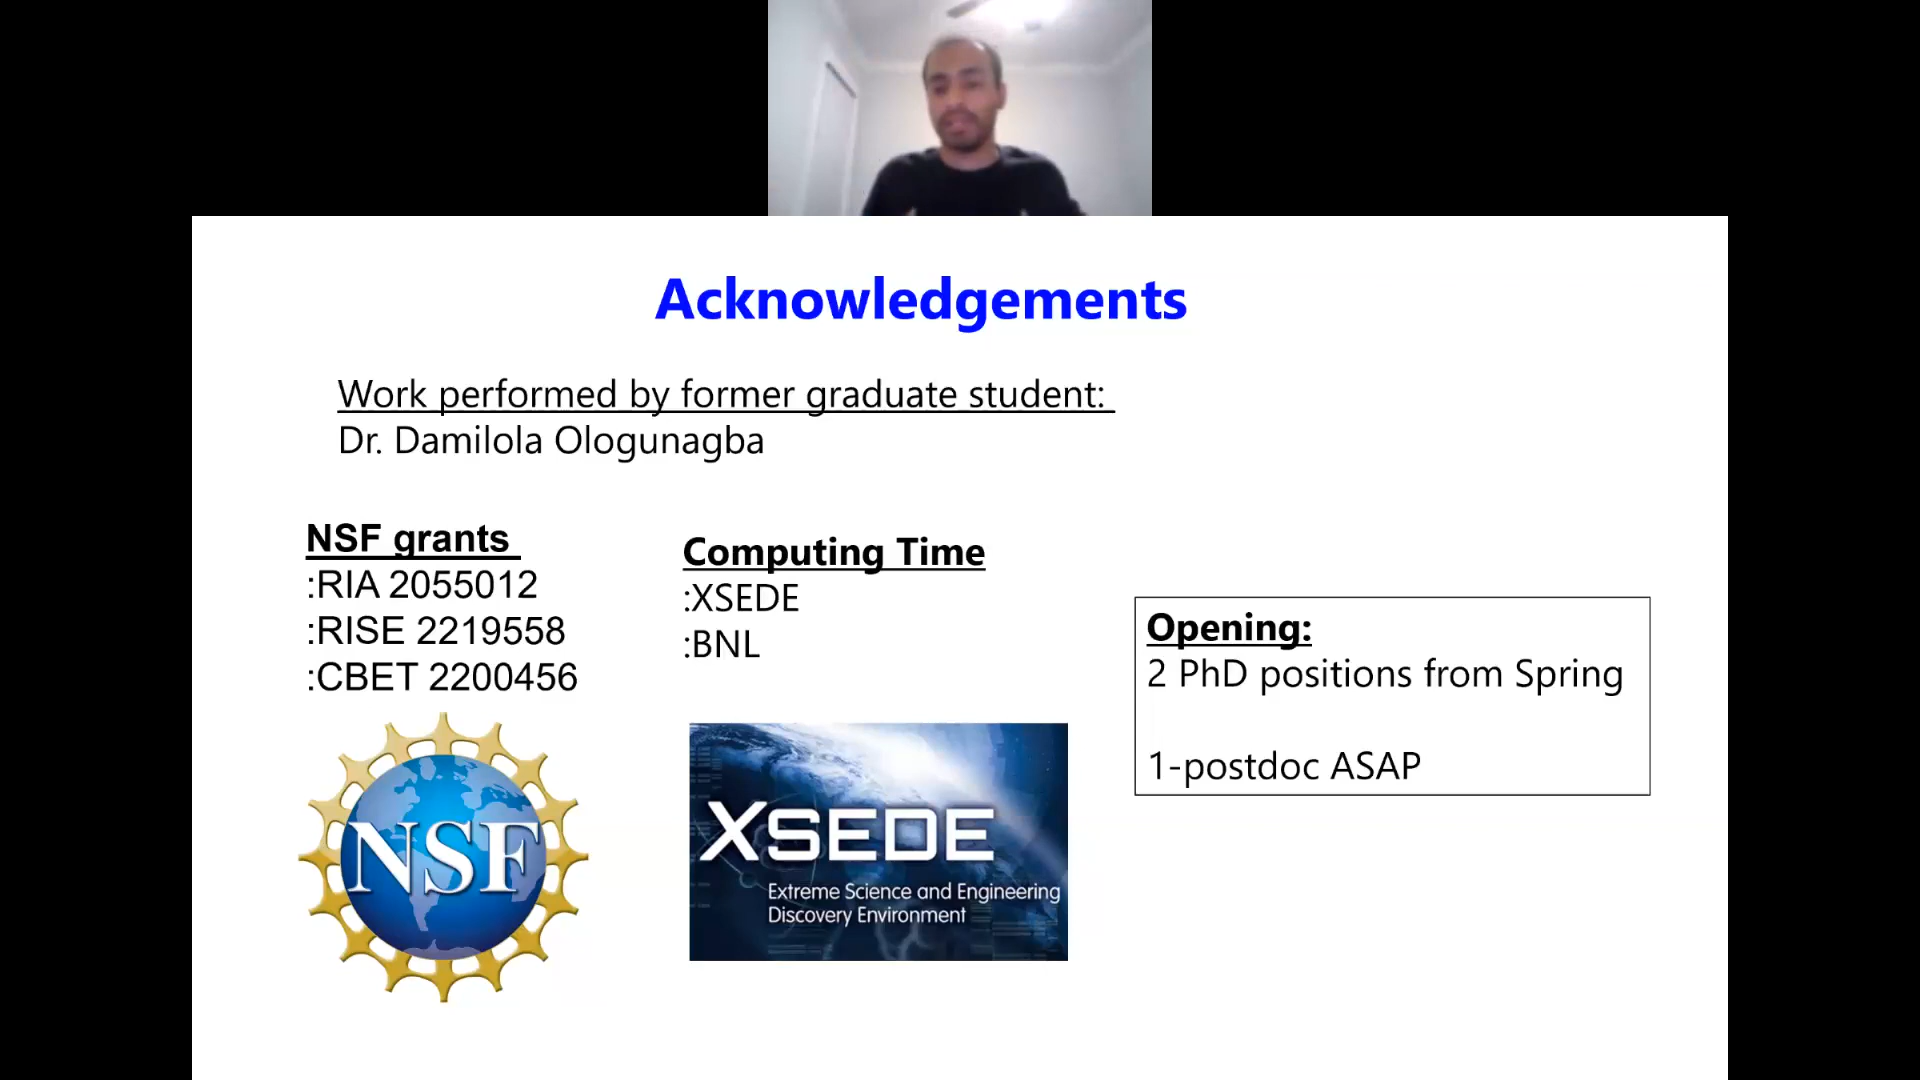 Acknowledgements
Work performed by former graduate student:
Dr. Damilola Ologunagba
NSF grants
:RIA 2055012
:RISE 2219558
:CBET 2200456
NSF
Computing Time
:XSEDE
:BNL
XSEDE
Extreme Science and Engineering
Discovery Environment
Opening:
2 PhD positions from Spring
1-postdoc ASAP